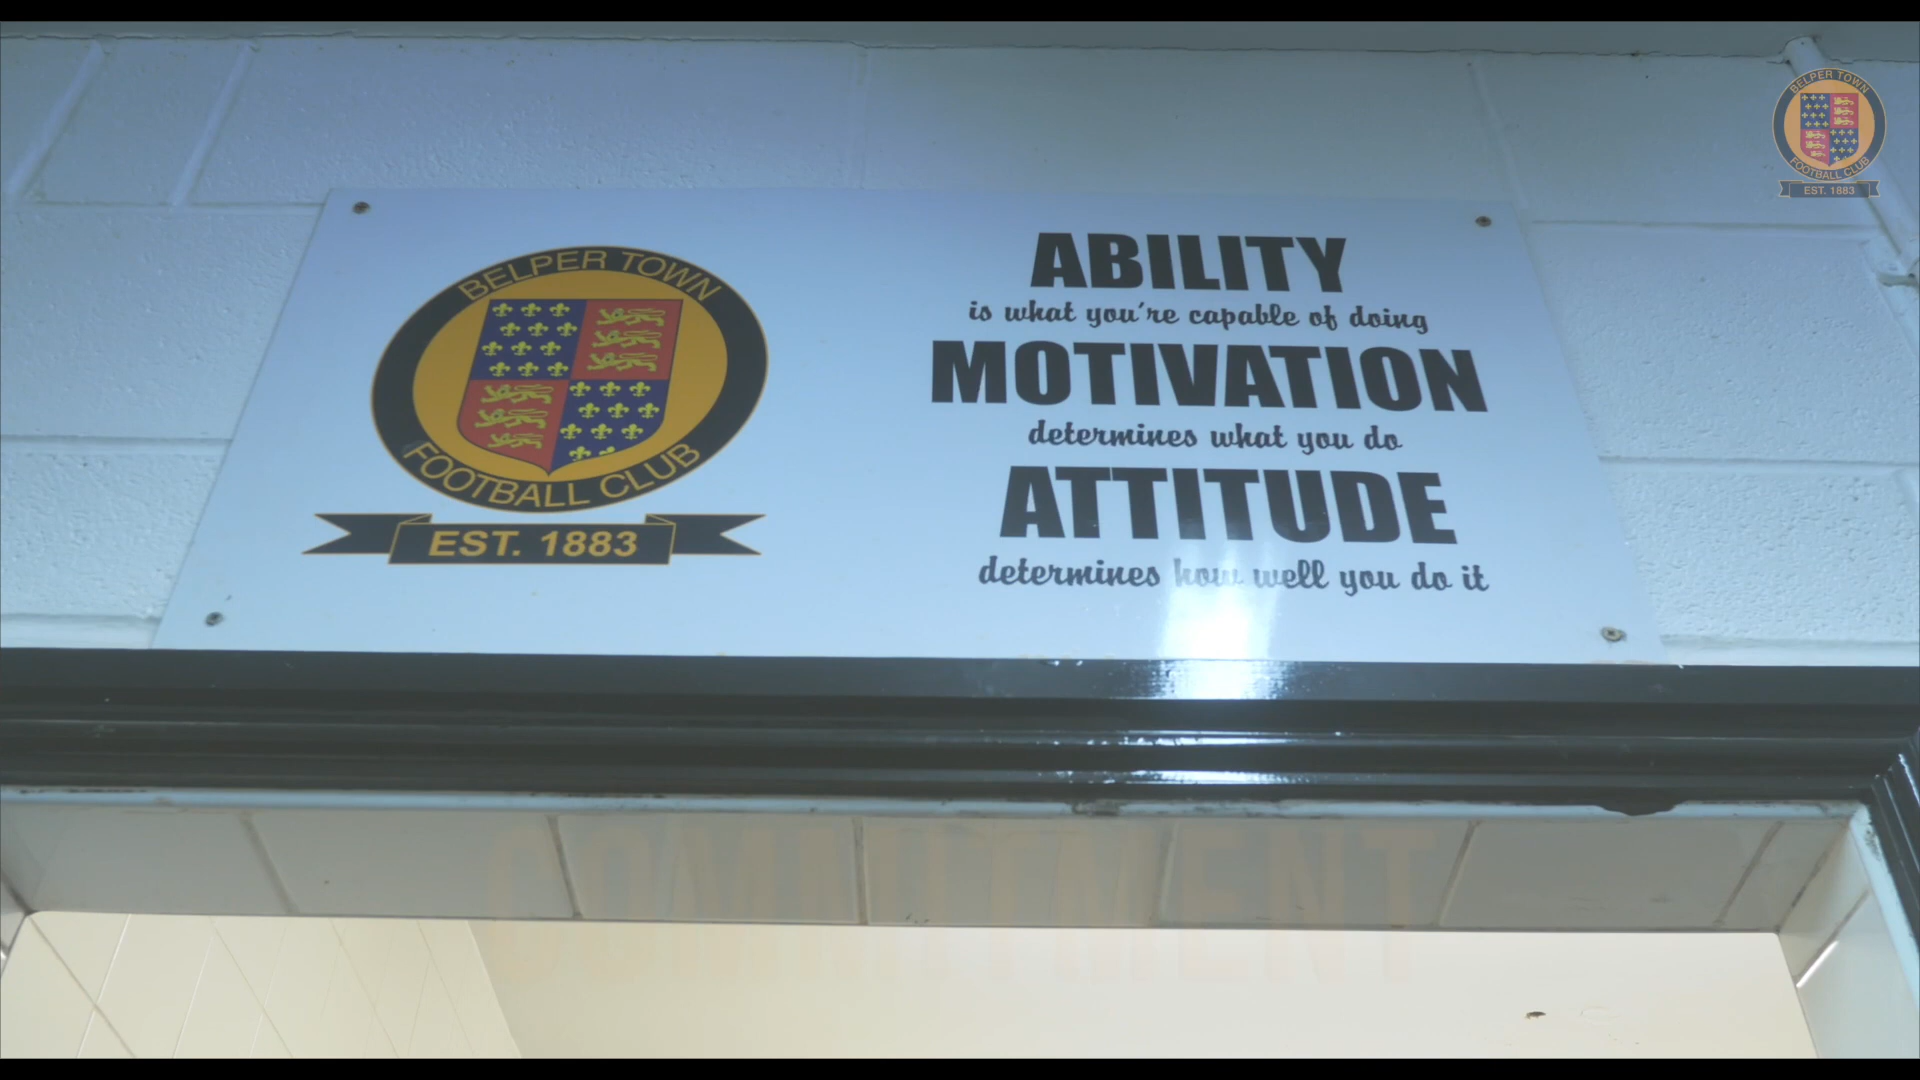 BELPER TOWN
FOOTBALL CLUB
EST. 1883
BELPER TOWN
FOOTBALL CLUB
EST. 1883
ABILITY
is what you're capable of doing
MOTIVATION
determines what you do
ATTITUDE
determines how well you do it
COMMITMENT